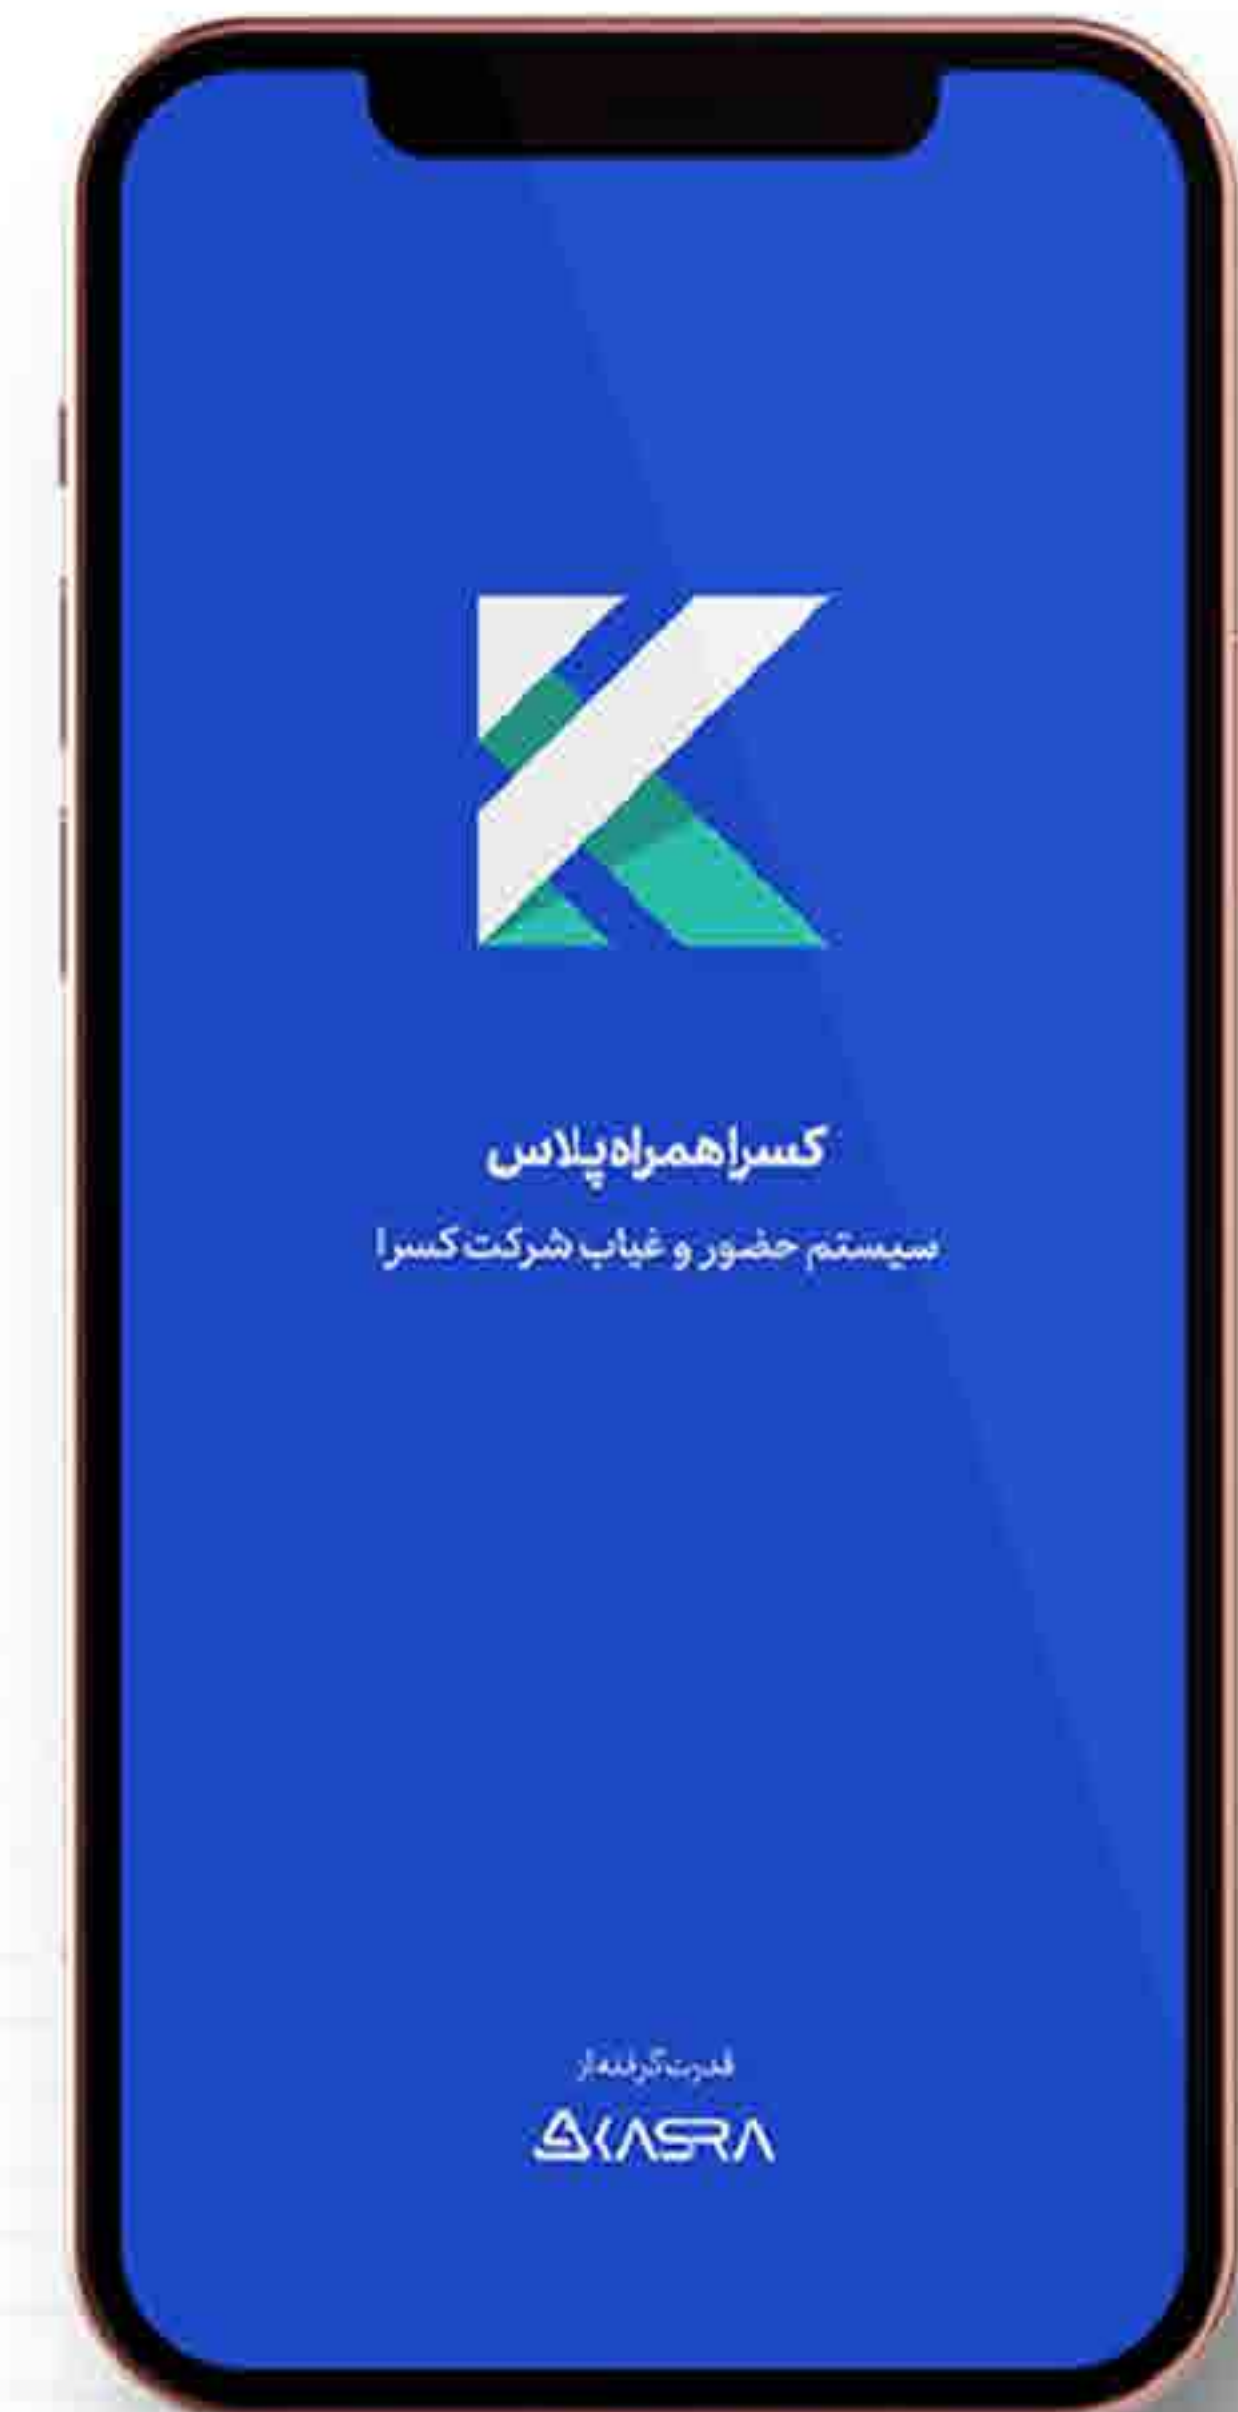 کسرا همراه پلاس
سیستم حضور و غیاب شرکت کسرا
قدرت گرفته از
KASRA